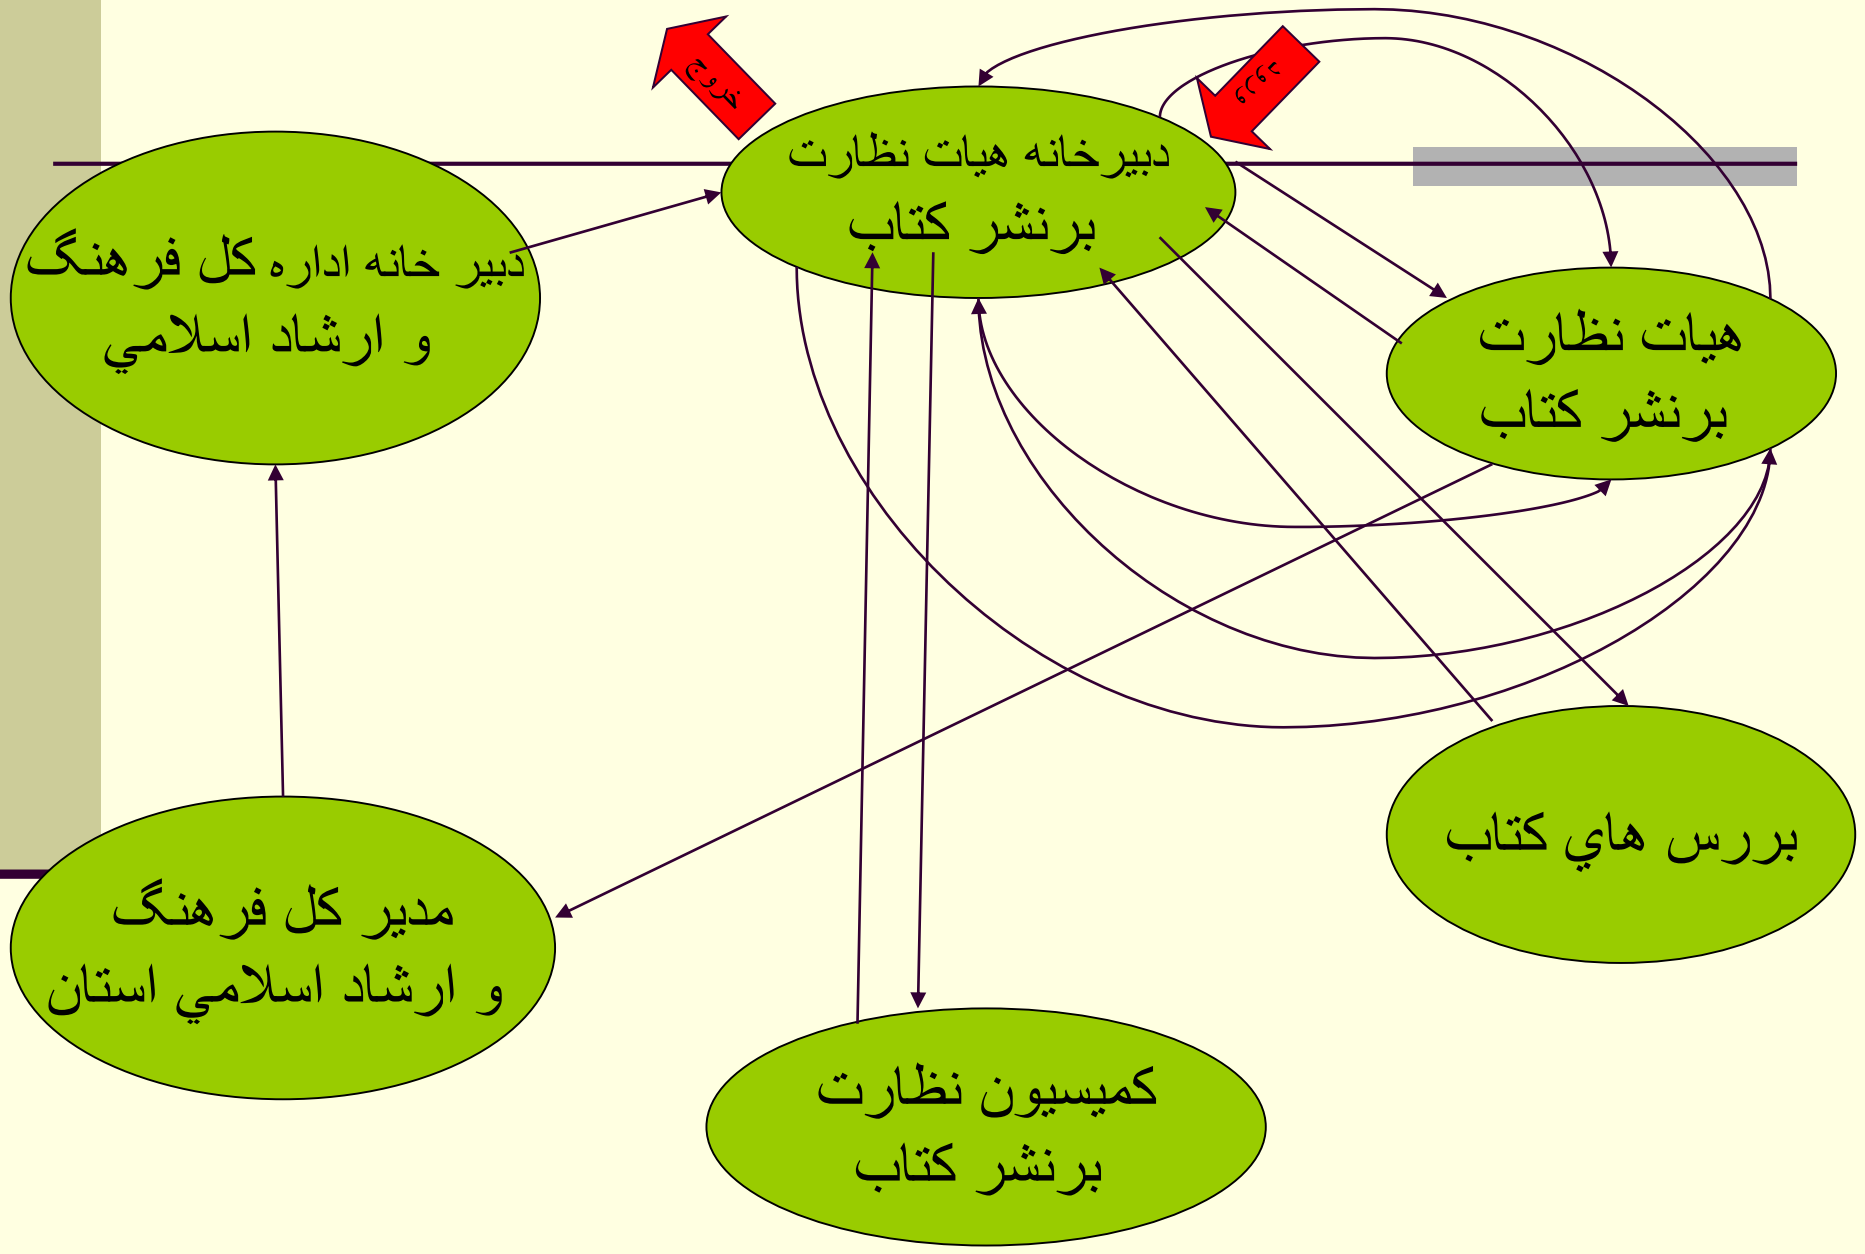 خروج
ورود
دبيرخانه هيات نظارت
برنشر كتاب
دبير خانه اداره كل فرهنگ
و ارشاد اسلامي
هيات نظارت
برنشر كتاب
بررس هاي كتاب
مدير كل فرهنگ
و ارشاد اسلامي استان
كميسيون نظارت
برنشر كتاب